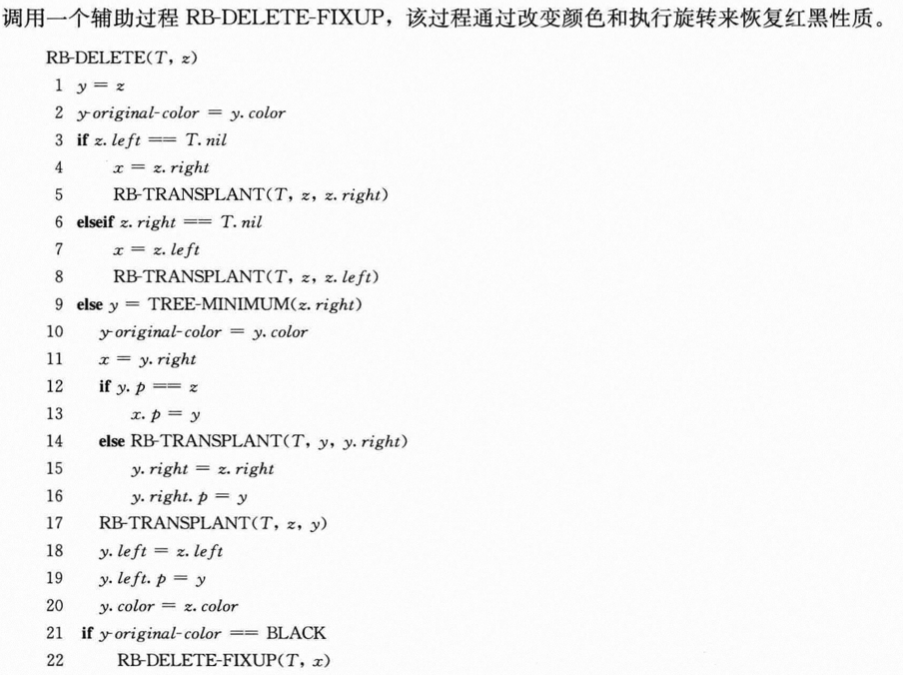 调用一个辅助过程 RB-DELETE-FIXUP，该过程通过改变颜色和执行旋转来恢复红黑性质。
RB-DELETE(T, z)
1 y = z
2 y-original-color = y. color
3 if z. left == T. nil
4 x = z. right
5 RB-TRANSPLANT(T, z, z. right)
6 elseif z. right == T. nil
7 x = z. left
8 RB-TRANSPLANT(T, z, z. left)
9 else y = TREE-MINIMUM(z. right)
10 y-original-color = y. color
11 x = y. right
12 if y. p == z
13 x. p = y
14 else RB-TRANSPLANT(T, y, y. right)
15 y. right = z. right
16 y. right. p = y
17 RB-TRANSPLANT(T, z, y)
18 y. left = z. left
19 y. left. p = y
20 y. color = z. color
21 if y-original-color == BLACK
22 RB-DELETE-FIXUP(T, x)